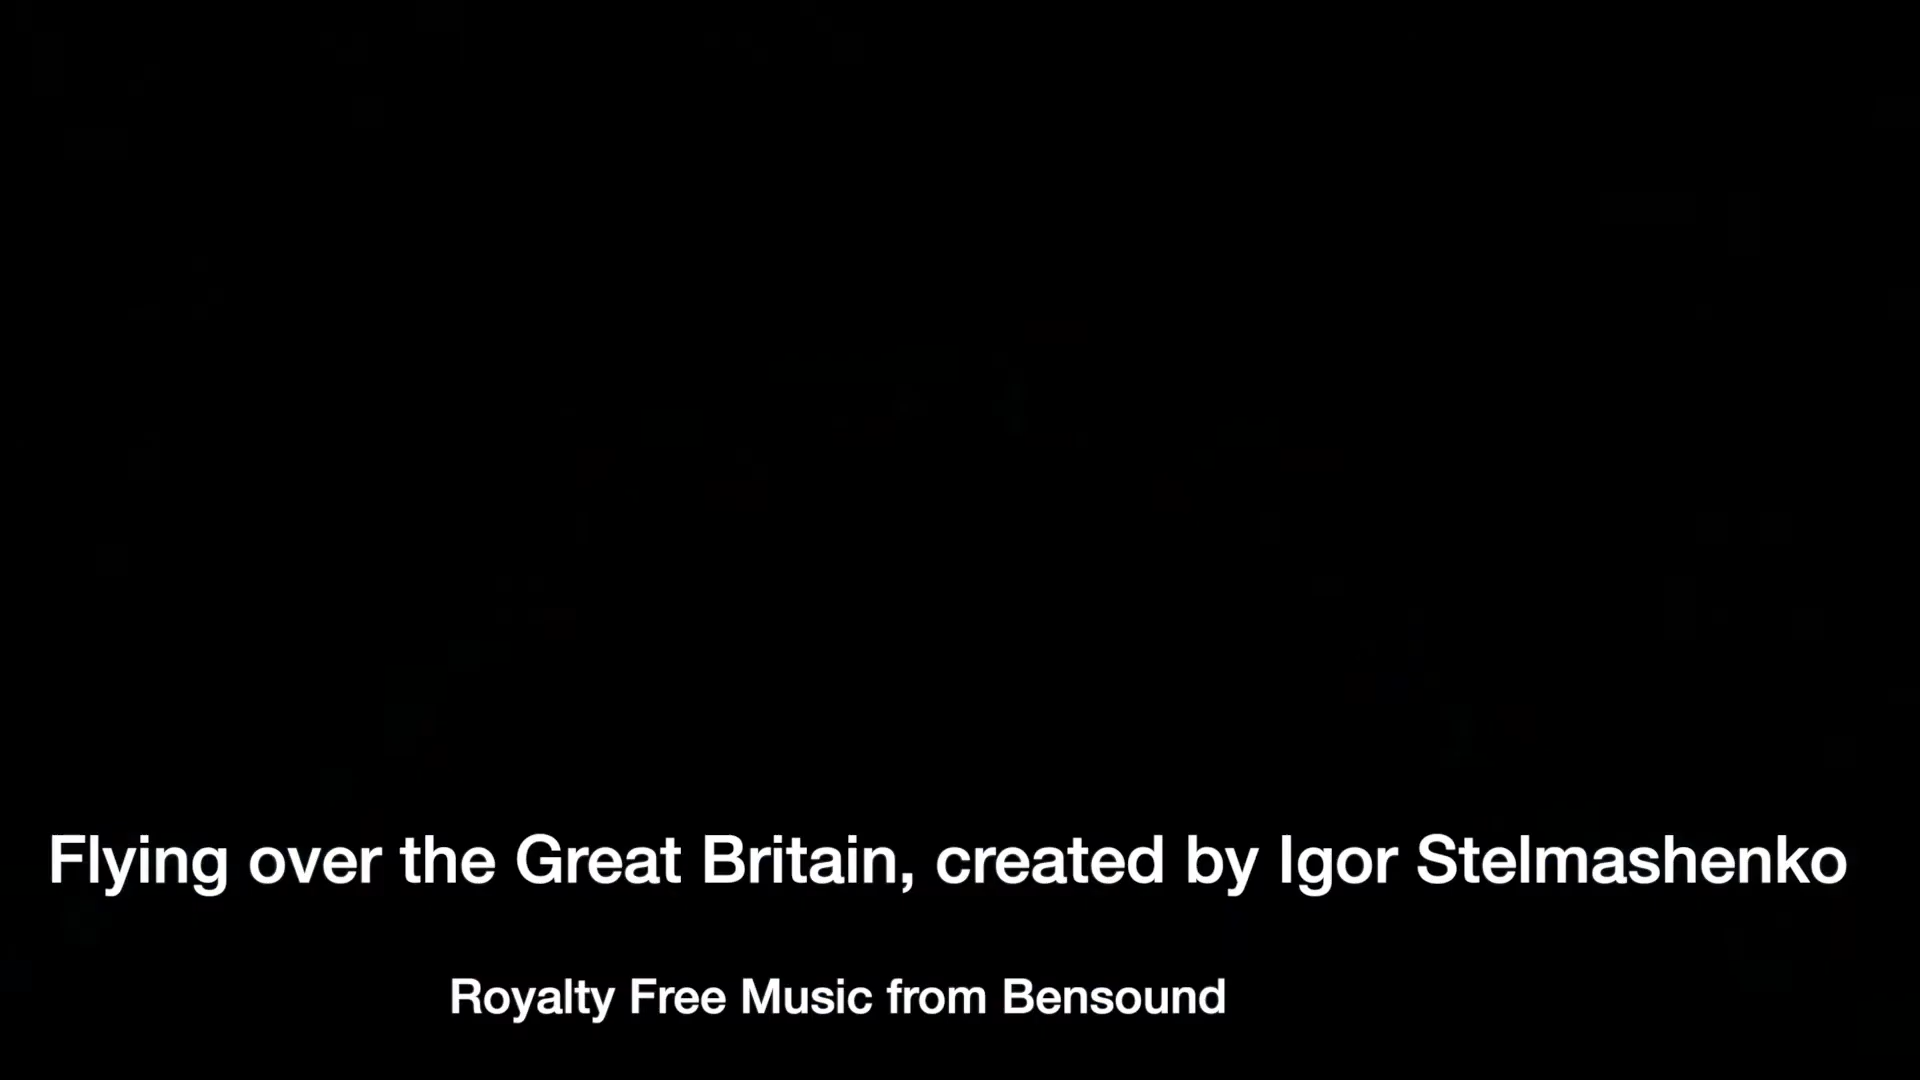 Flying over the Great Britain, created by Igor Stelmashenko
Royalty Free Music from Bensound